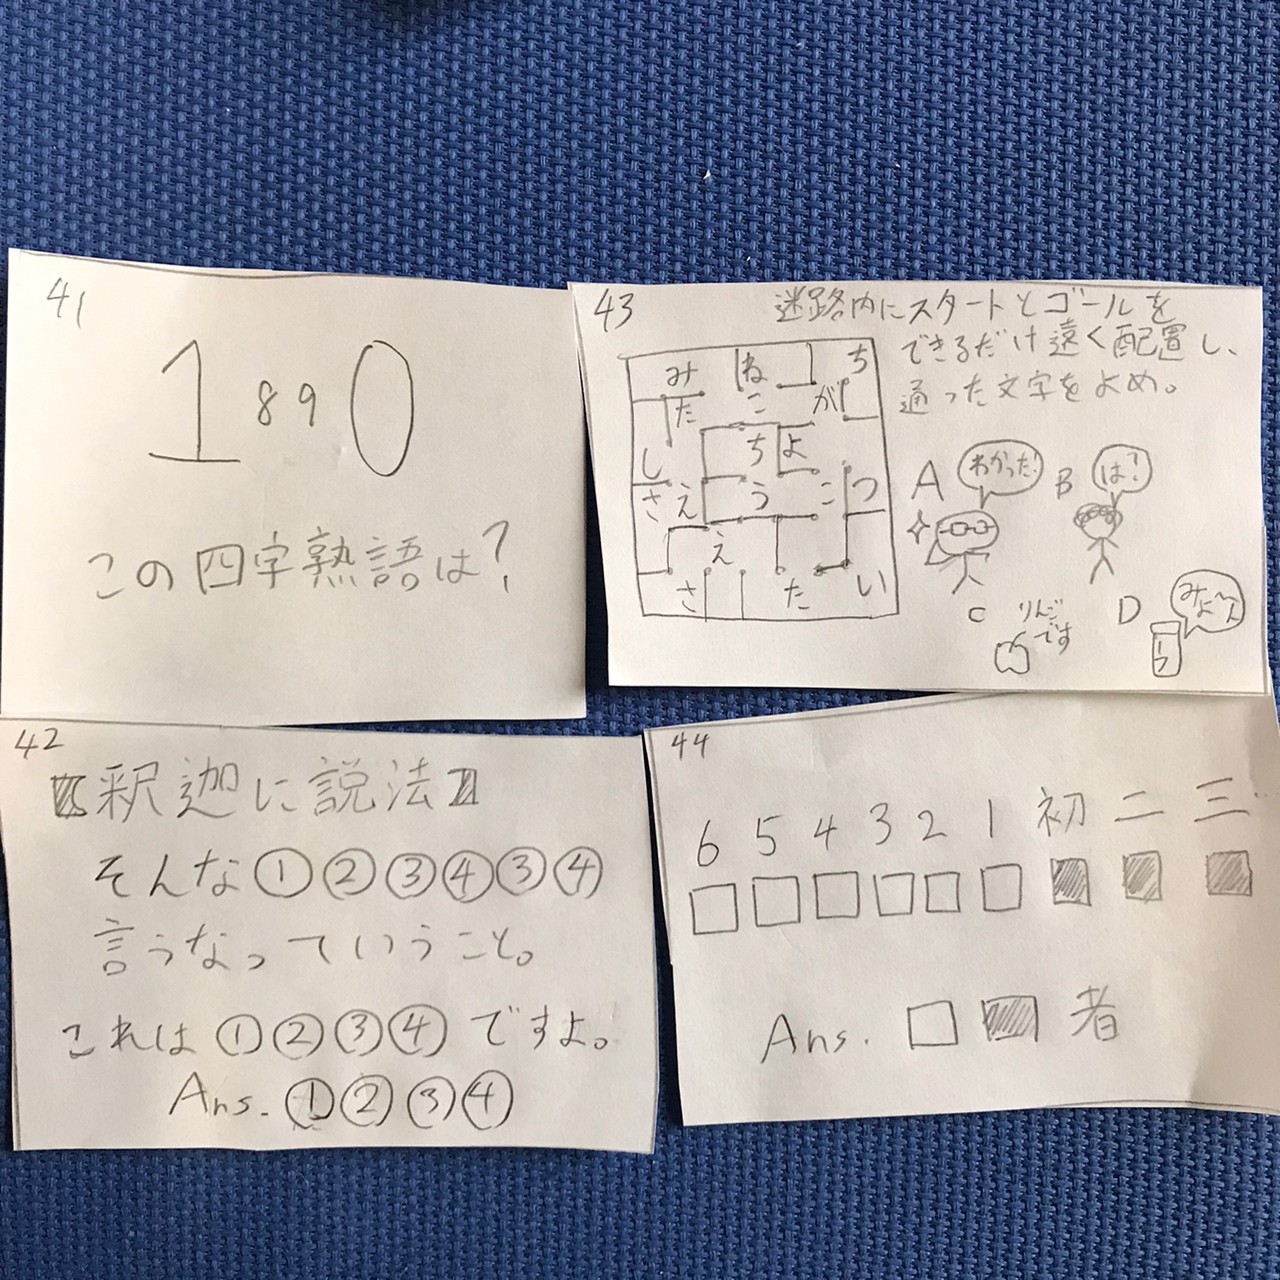 41
1 8 9 0
この四字熟語は?
43
迷路内にスタートとゴールを
できるだけ遠く配置し、
通った文字をよめ。
み ね ち
た こ が
ち よ
し
さ え う こ つ
え
さ た い
A わかった!
B は?
C りんごです
D みょ〜ん
42
【釈迦に説法】
そんな①②③④③④
言うなっていうこと。
これは①②③④ですよ。
Ans. ①②③④
44
6 5 4 3 2 1 初 二 三…
□ □ □ □ □ □ ■ ■ ■
Ans. □ ■ 者